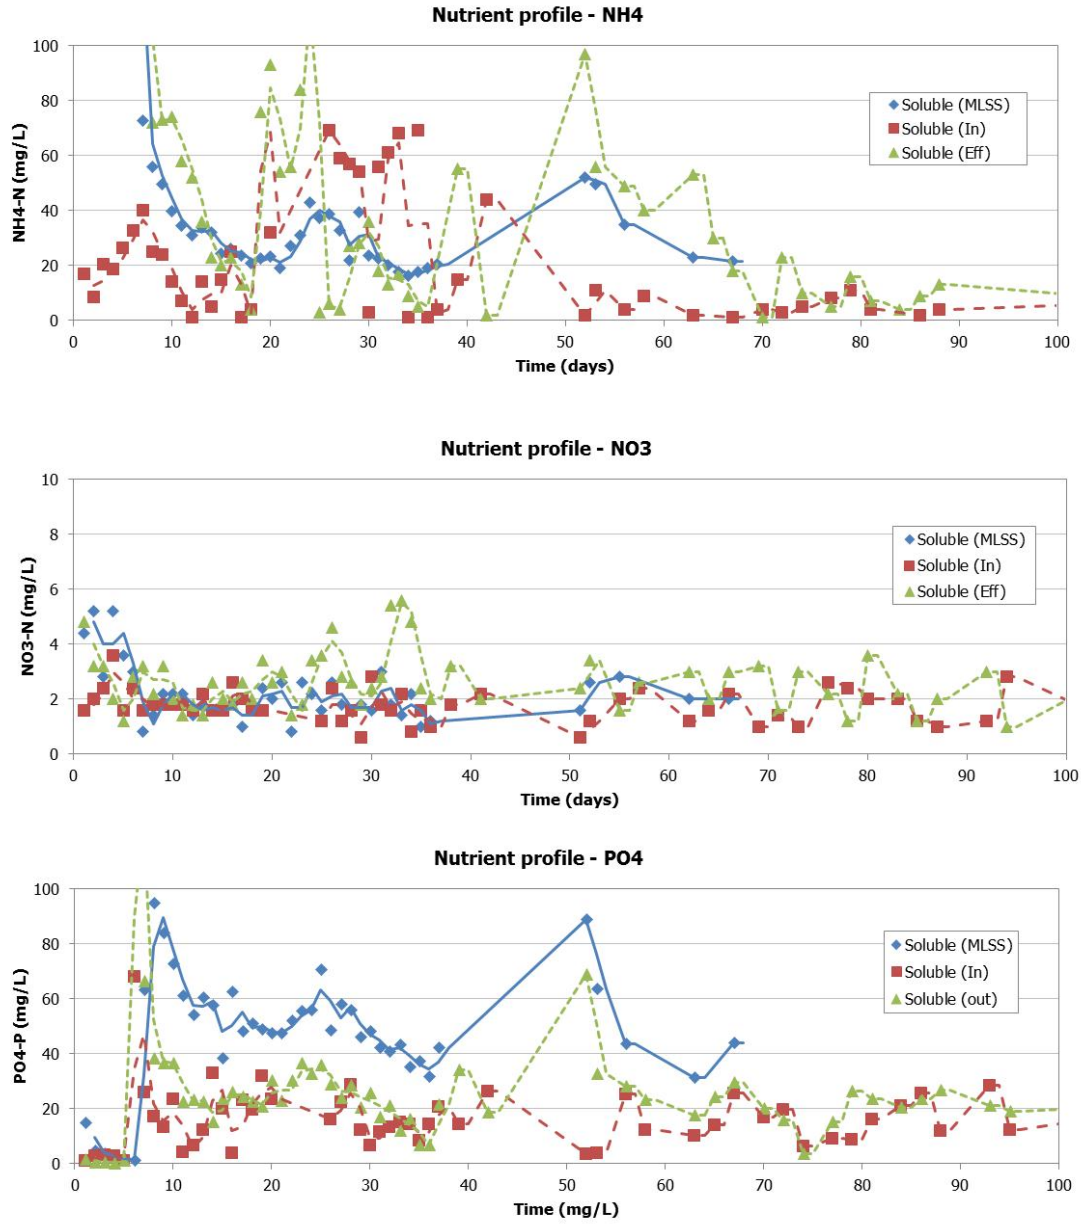 Nutrient profile - NH4
100
80
60
40
20
0
NH4-N (mg/L)
Soluble (MLSS)
Soluble (In)
Soluble (Eff)
0 10 20 30 40 50 60 70 80 90 100
Time (days)
Nutrient profile - NO3
10
8
6
4
2
0
NO3-N (mg/L)
Soluble (MLSS)
Soluble (In)
Soluble (Eff)
0 10 20 30 40 50 60 70 80 90 100
Time (days)
Nutrient profile - PO4
100
80
60
40
20
0
PO4-P (mg/L)
Soluble (MLSS)
Soluble (In)
Soluble (out)
0 10 20 30 40 50 60 70 80 90 100
Time (mg/L)